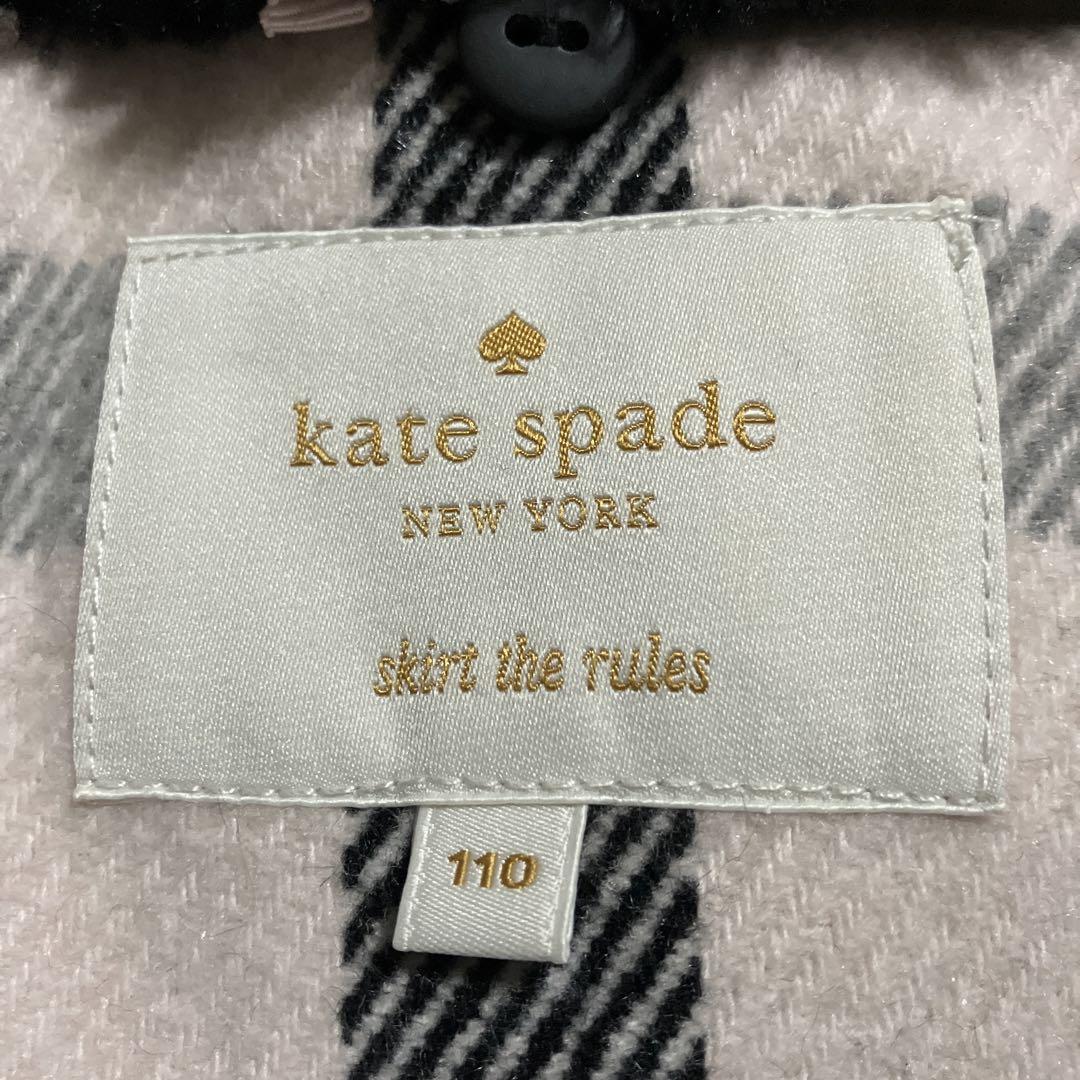 kate spade
NEW YORK
skirt the rules
110